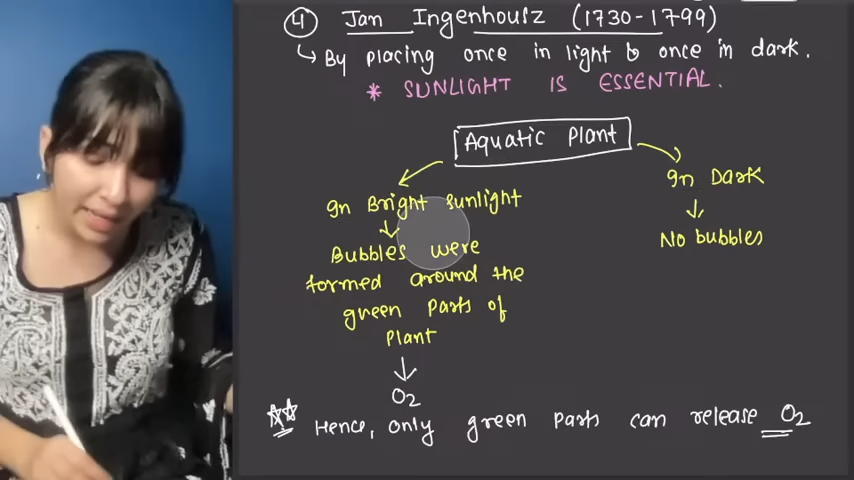 4 Jan Ingenhousz (1730-1799)
↳ By placing once in light & once in dark.
* SUNLIGHT IS ESSENTIAL.
Aquatic Plant
In Bright Sunlight
↓
Bubbles were
formed around the
green parts of
Plant
↓
O2
In Dark
↓
No bubbles
Hence, only green parts can release O2